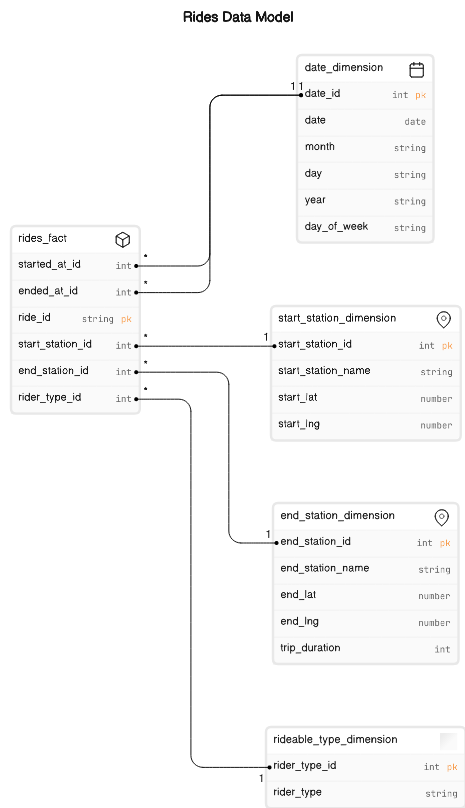 Rides Data Model
date_dimension
1 1
date_id int pk
date date
month string
day string
year string
day_of_week string
rides_fact
started_at_id int *
ended_at_id int *
ride_id string pk
start_station_id int *
end_station_id int *
rider_type_id int *
start_station_dimension
1
start_station_id int pk
start_station_name string
start_lat number
start_lng number
end_station_dimension
1
end_station_id int pk
end_station_name string
end_lat number
end_lng number
trip_duration int
rideable_type_dimension
rider_type_id int pk
1
rider_type string